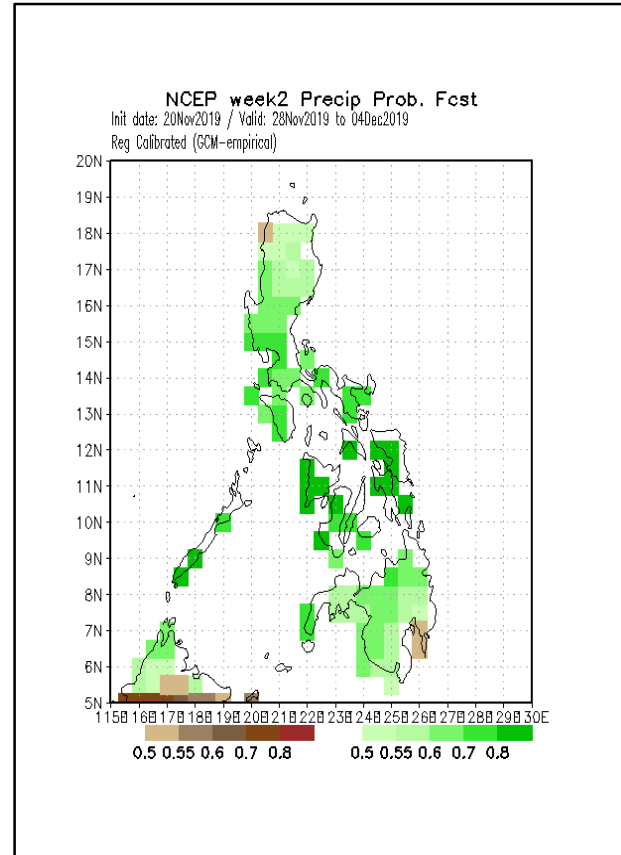 NCEP week2 Precip Prob. Fcst
Init date: 20Nov2019 / Valid: 28Nov2019 to 04Dec2019
Reg Calibrated (GCM-empirical)
20N
19N
18N
17N
16N
15N
14N
13N
12N
11N
10N
9N
8N
7N
6N
5N
0.5 0.55 0.6 0.7 0.8 0.5 0.55 0.6 0.7 0.8